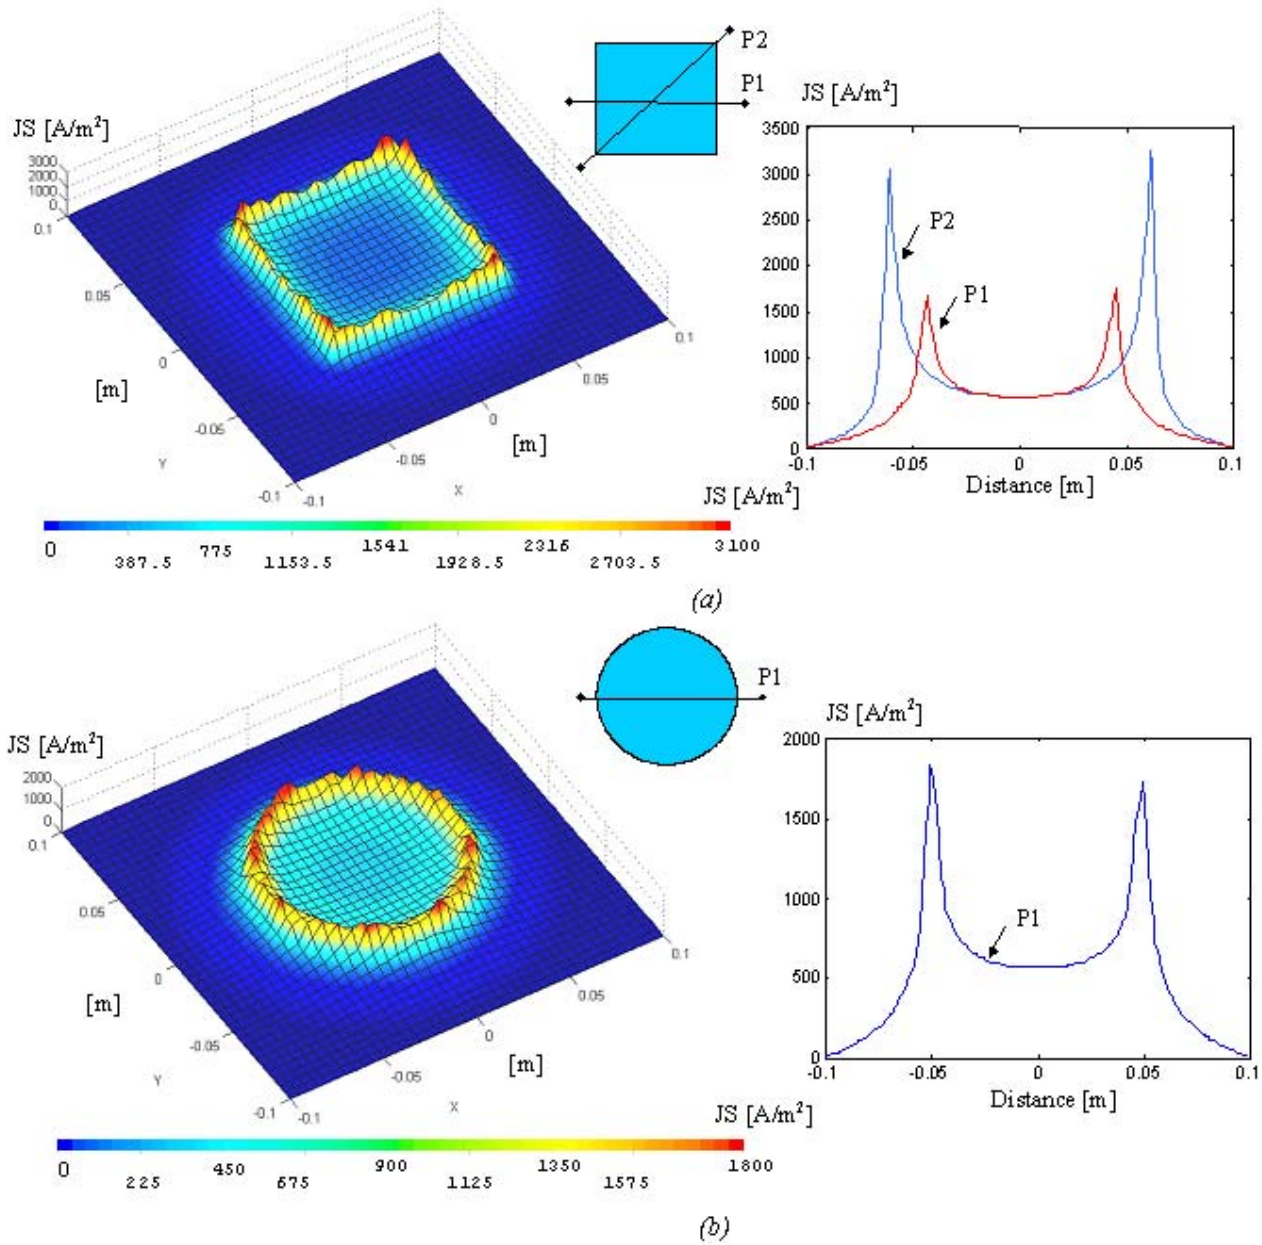 P2
P1
JS [A/m²]
3000
2000
1000
0
0.1
0.05
0
-0.05
-0.1
[m]
Y
-0.1
-0.05
0
0.05
0.1
[m]
X
JS [A/m²]
3500
3000
2500
2000
1500
1000
500
0
P2
P1
-0.1 -0.05 0 0.05 0.1
Distance [m]
JS [A/m²]
0 387.5 775 1153.5 1541 1928.5 2316 2703.5 3100
(a)
P1
JS [A/m²]
2000
1000
0
0.1
0.05
0
-0.05
-0.1
[m]
Y
-0.1
-0.05
0
0.05
0.1
[m]
X
JS [A/m²]
2000
1500
1000
500
0
P1
-0.1 -0.05 0 0.05 0.1
Distance [m]
JS [A/m²]
0 225 450 675 900 1125 1350 1575 1800
(b)